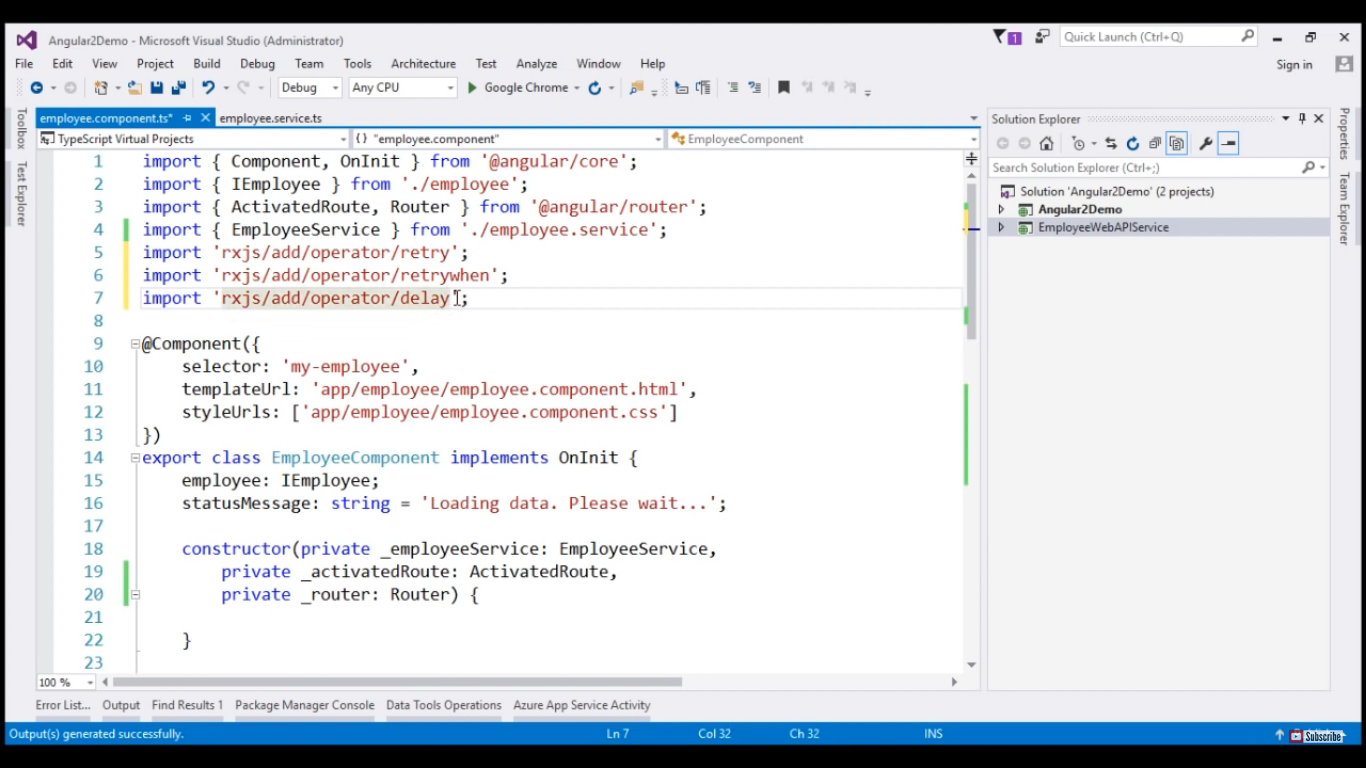 Angular2Demo - Microsoft Visual Studio (Administrator)
1
Quick Launch (Ctrl+Q)
File Edit View Project Build Debug Team Tools Architecture Test Analyze Window Help
Sign in
Debug Any CPU Google Chrome
Toolbox
Test Explorer
employee.component.ts* employee.service.ts
TypeScript Virtual Projects {} "employee.component" EmployeeComponent
1 import { Component, OnInit } from '@angular/core';
2 import { IEmployee } from './employee';
3 import { ActivatedRoute, Router } from '@angular/router';
4 import { EmployeeService } from './employee.service';
5 import 'rxjs/add/operator/retry';
6 import 'rxjs/add/operator/retrywhen';
7 import 'rxjs/add/operator/delay';
8
9 @Component({
10 selector: 'my-employee',
11 templateUrl: 'app/employee/employee.component.html',
12 styleUrls: ['app/employee/employee.component.css']
13 })
14 export class EmployeeComponent implements OnInit {
15 employee: IEmployee;
16 statusMessage: string = 'Loading data. Please wait...';
17
18 constructor(private _employeeService: EmployeeService,
19 private _activatedRoute: ActivatedRoute,
20 private _router: Router) {
21
22 }
23
100 %
Solution Explorer
Search Solution Explorer (Ctrl+;)
Solution 'Angular2Demo' (2 projects)
Angular2Demo
EmployeeWebAPIService
Properties
Team Explorer
Error List... Output Find Results 1 Package Manager Console Data Tools Operations Azure App Service Activity
Output(s) generated successfully. Ln 7 Col 32 Ch 32 INS
Subscribe